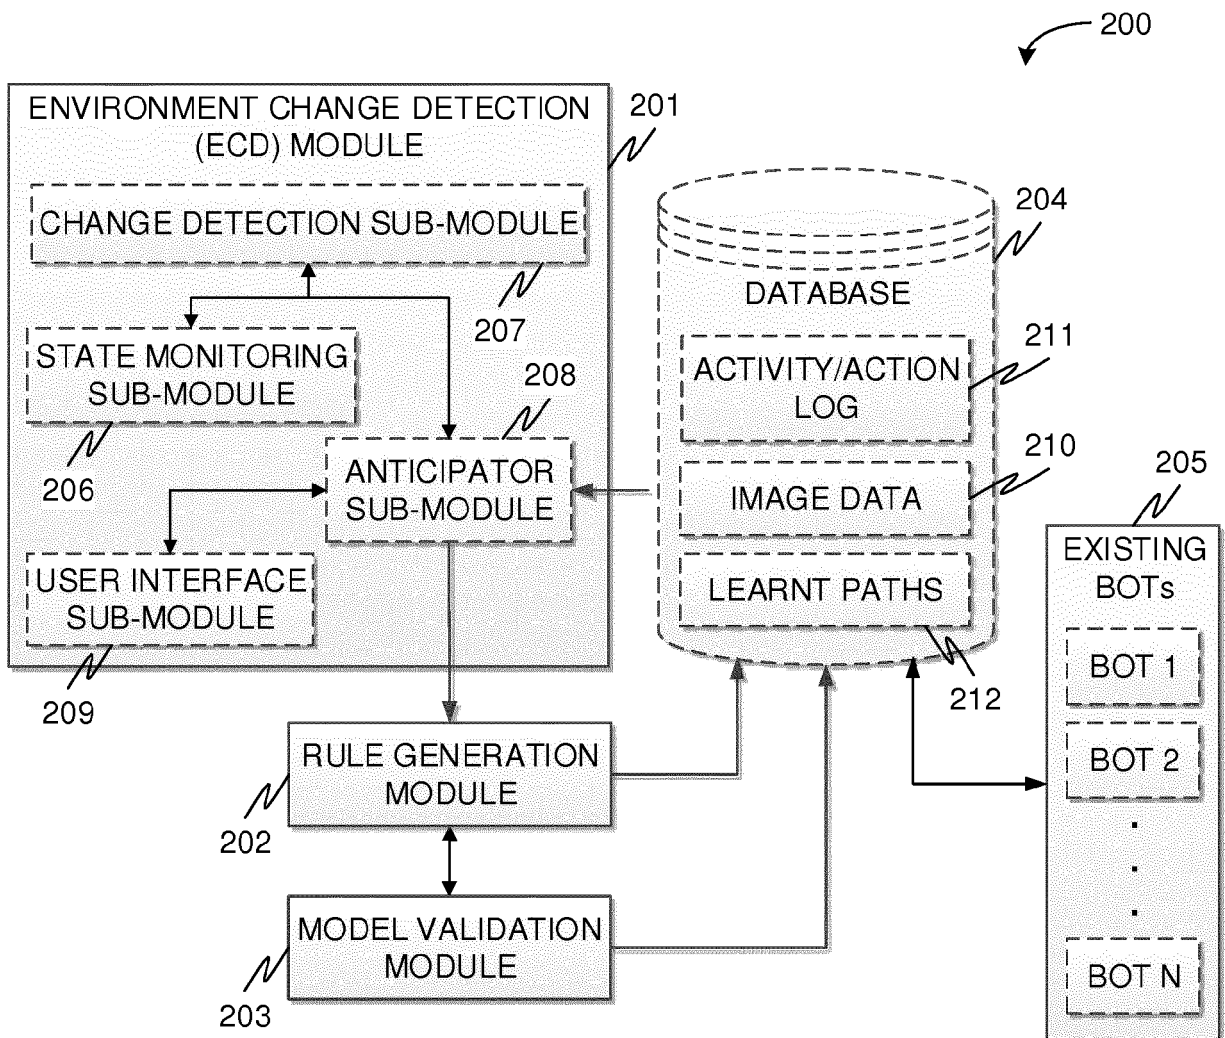 200
ENVIRONMENT CHANGE DETECTION
(ECD) MODULE
201
CHANGE DETECTION SUB-MODULE
207
STATE MONITORING
SUB-MODULE
206
208
ANTICIPATOR
SUB-MODULE
USER INTERFACE
SUB-MODULE
209
204
DATABASE
ACTIVITY/ACTION
LOG
211
IMAGE DATA
210
LEARNT PATHS
212
RULE GENERATION
MODULE
202
MODEL VALIDATION
MODULE
203
205
EXISTING
BOTs
BOT 1
BOT 2
BOT N